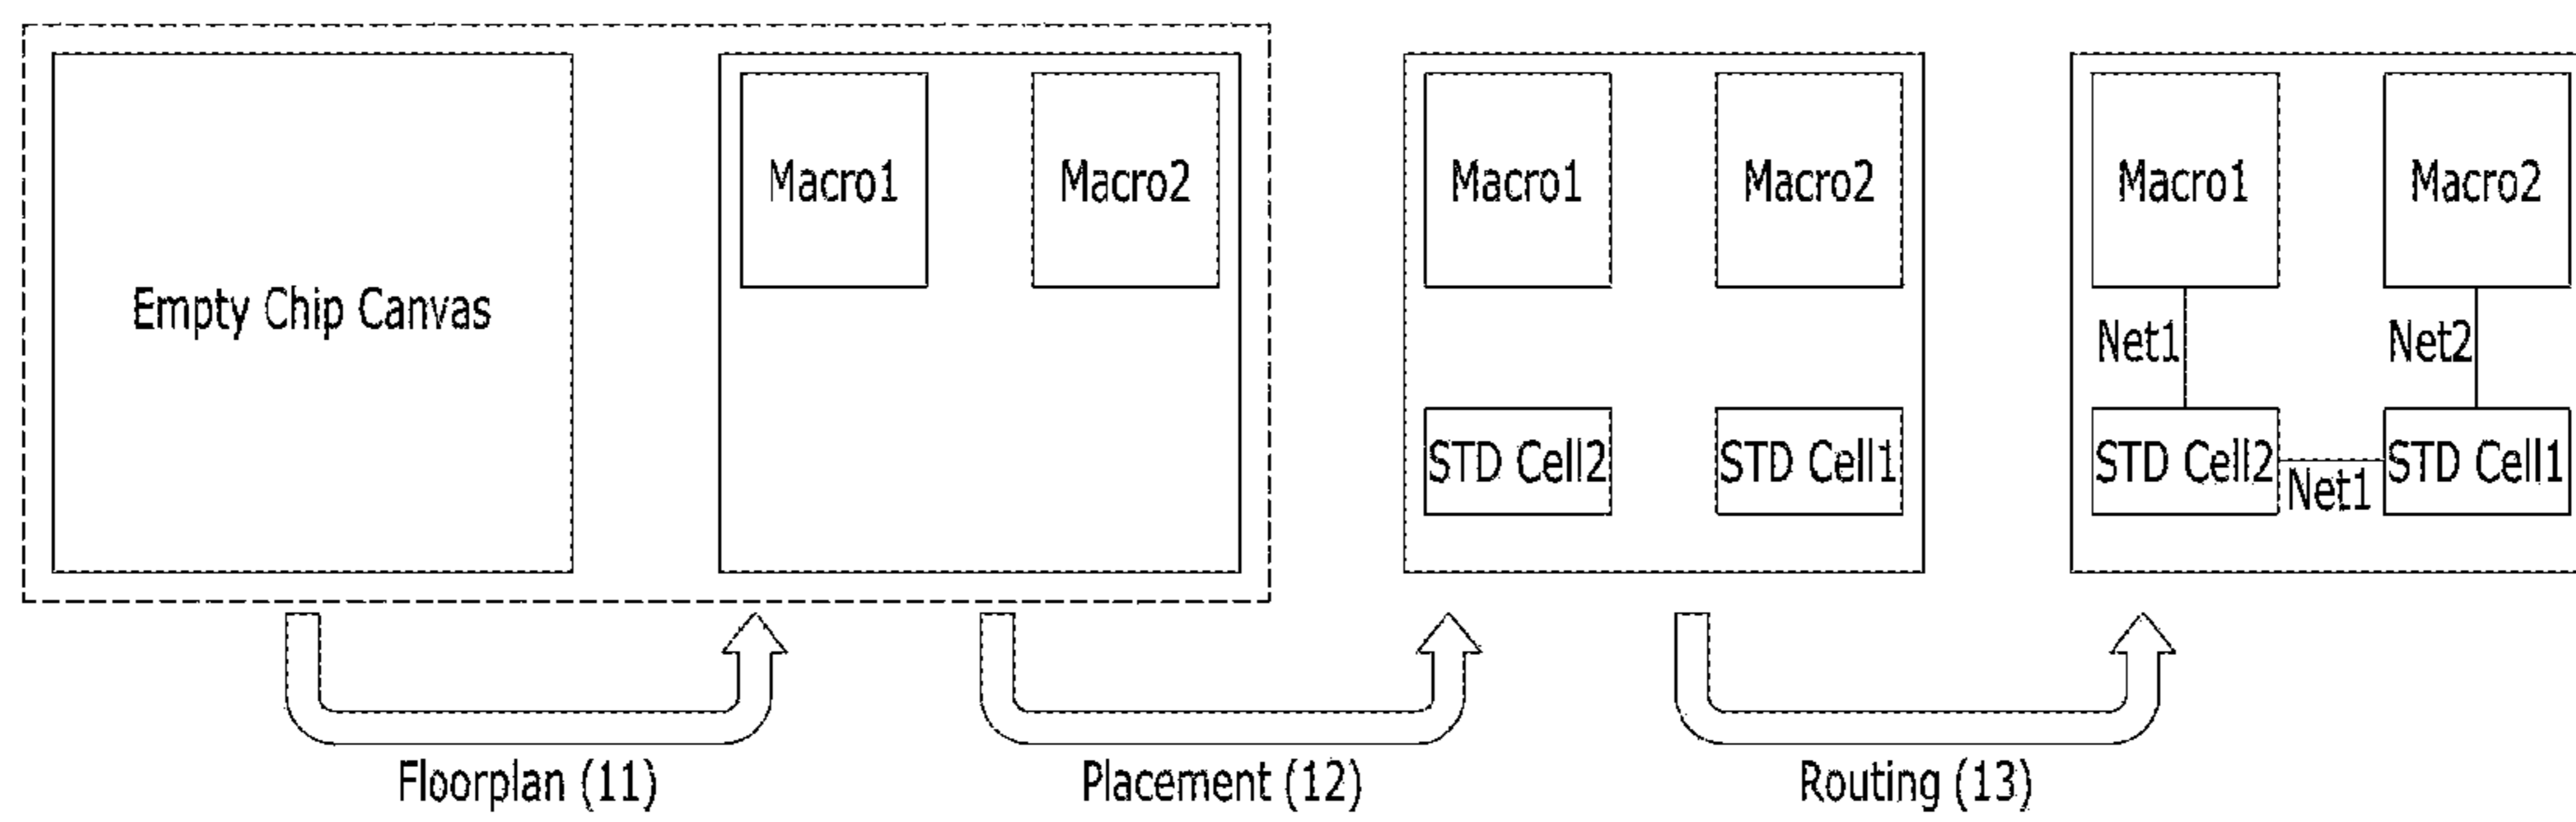 Empty Chip Canvas
Macro1
Macro2
Macro1
Macro2
STD Cell2
STD Cell1
Macro1
Macro2
Net1
Net2
STD Cell2
Net1
STD Cell1
Floorplan (11)
Placement (12)
Routing (13)